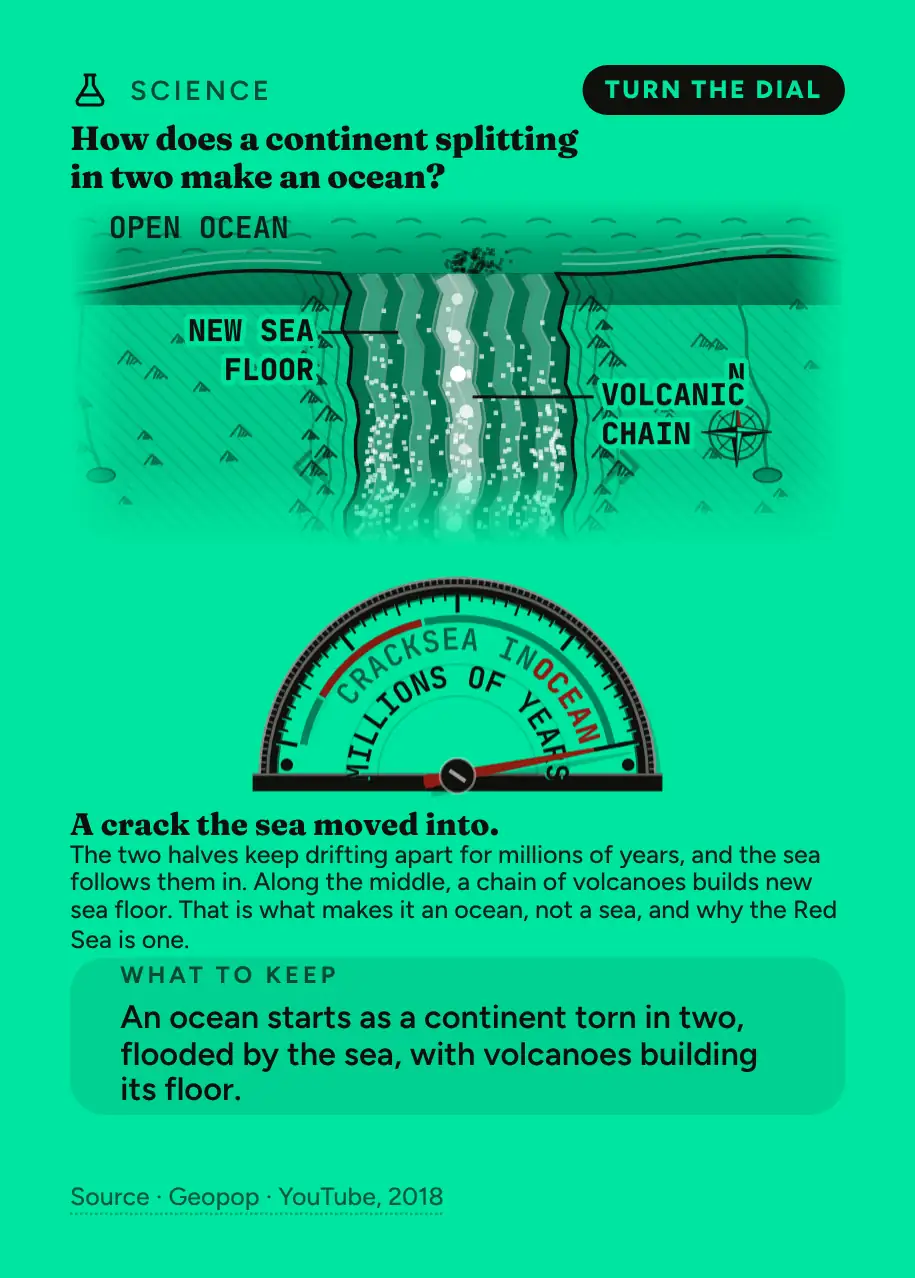 SCIENCE
TURN THE DIAL
How does a continent splitting
in two make an ocean?
OPEN OCEAN
NEW SEA
FLOOR
N
VOLCANIC
CHAIN
CRACK
SEA IN
OCEAN
MILLIONS OF YEARS
A crack the sea moved into.
The two halves keep drifting apart for millions of years, and the sea
follows them in. Along the middle, a chain of volcanoes builds new
sea floor. That is what makes it an ocean, not a sea, and why the Red
Sea is one.
WHAT TO KEEP
An ocean starts as a continent torn in two,
flooded by the sea, with volcanoes building
its floor.
Source · Geopop · YouTube, 2018